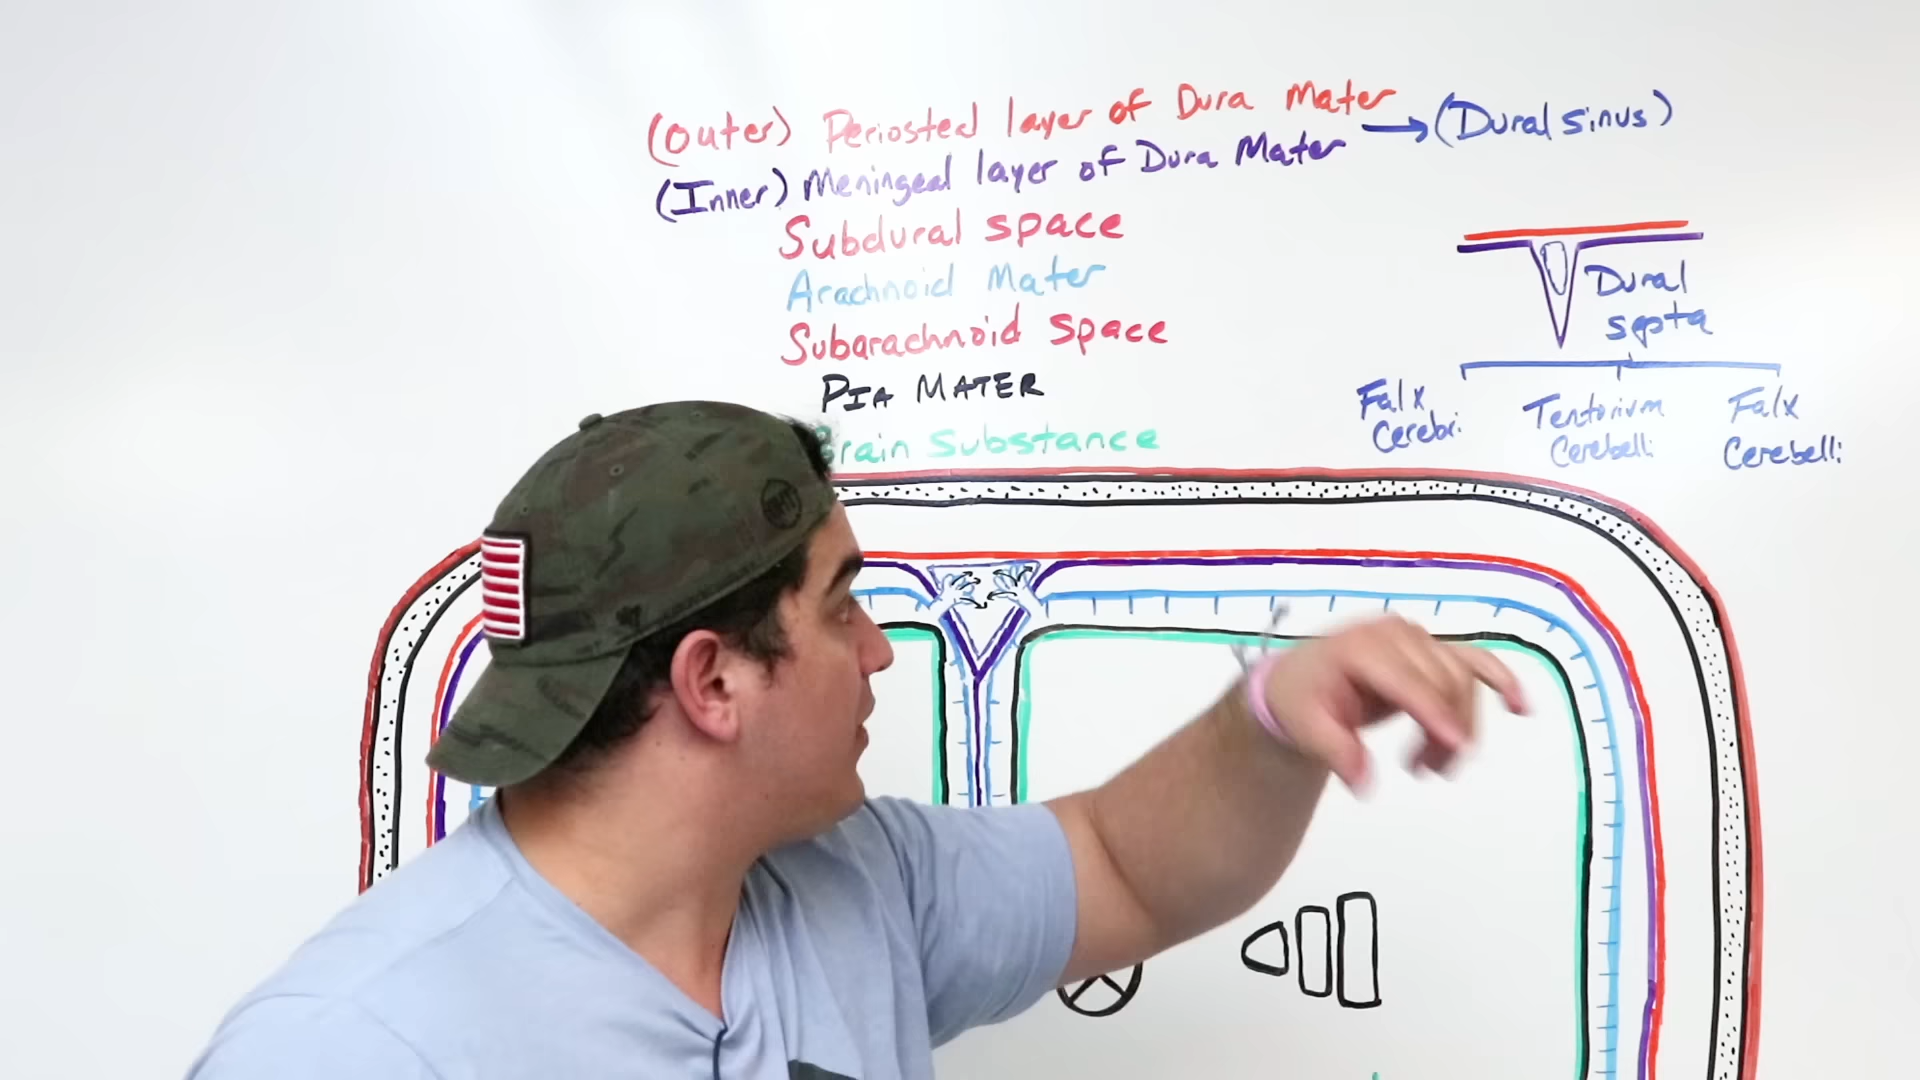 (Outer) Periosteal layer of Dura Mater
(Inner) Meningeal layer of Dura Mater → (Dural sinus)
Subdural space
Arachnoid Mater
Subarachnoid space
PIA MATER
Brain Substance
Dural
septa
Falx
Cerebri
Tentorium
Cerebelli
Falx
Cerebelli